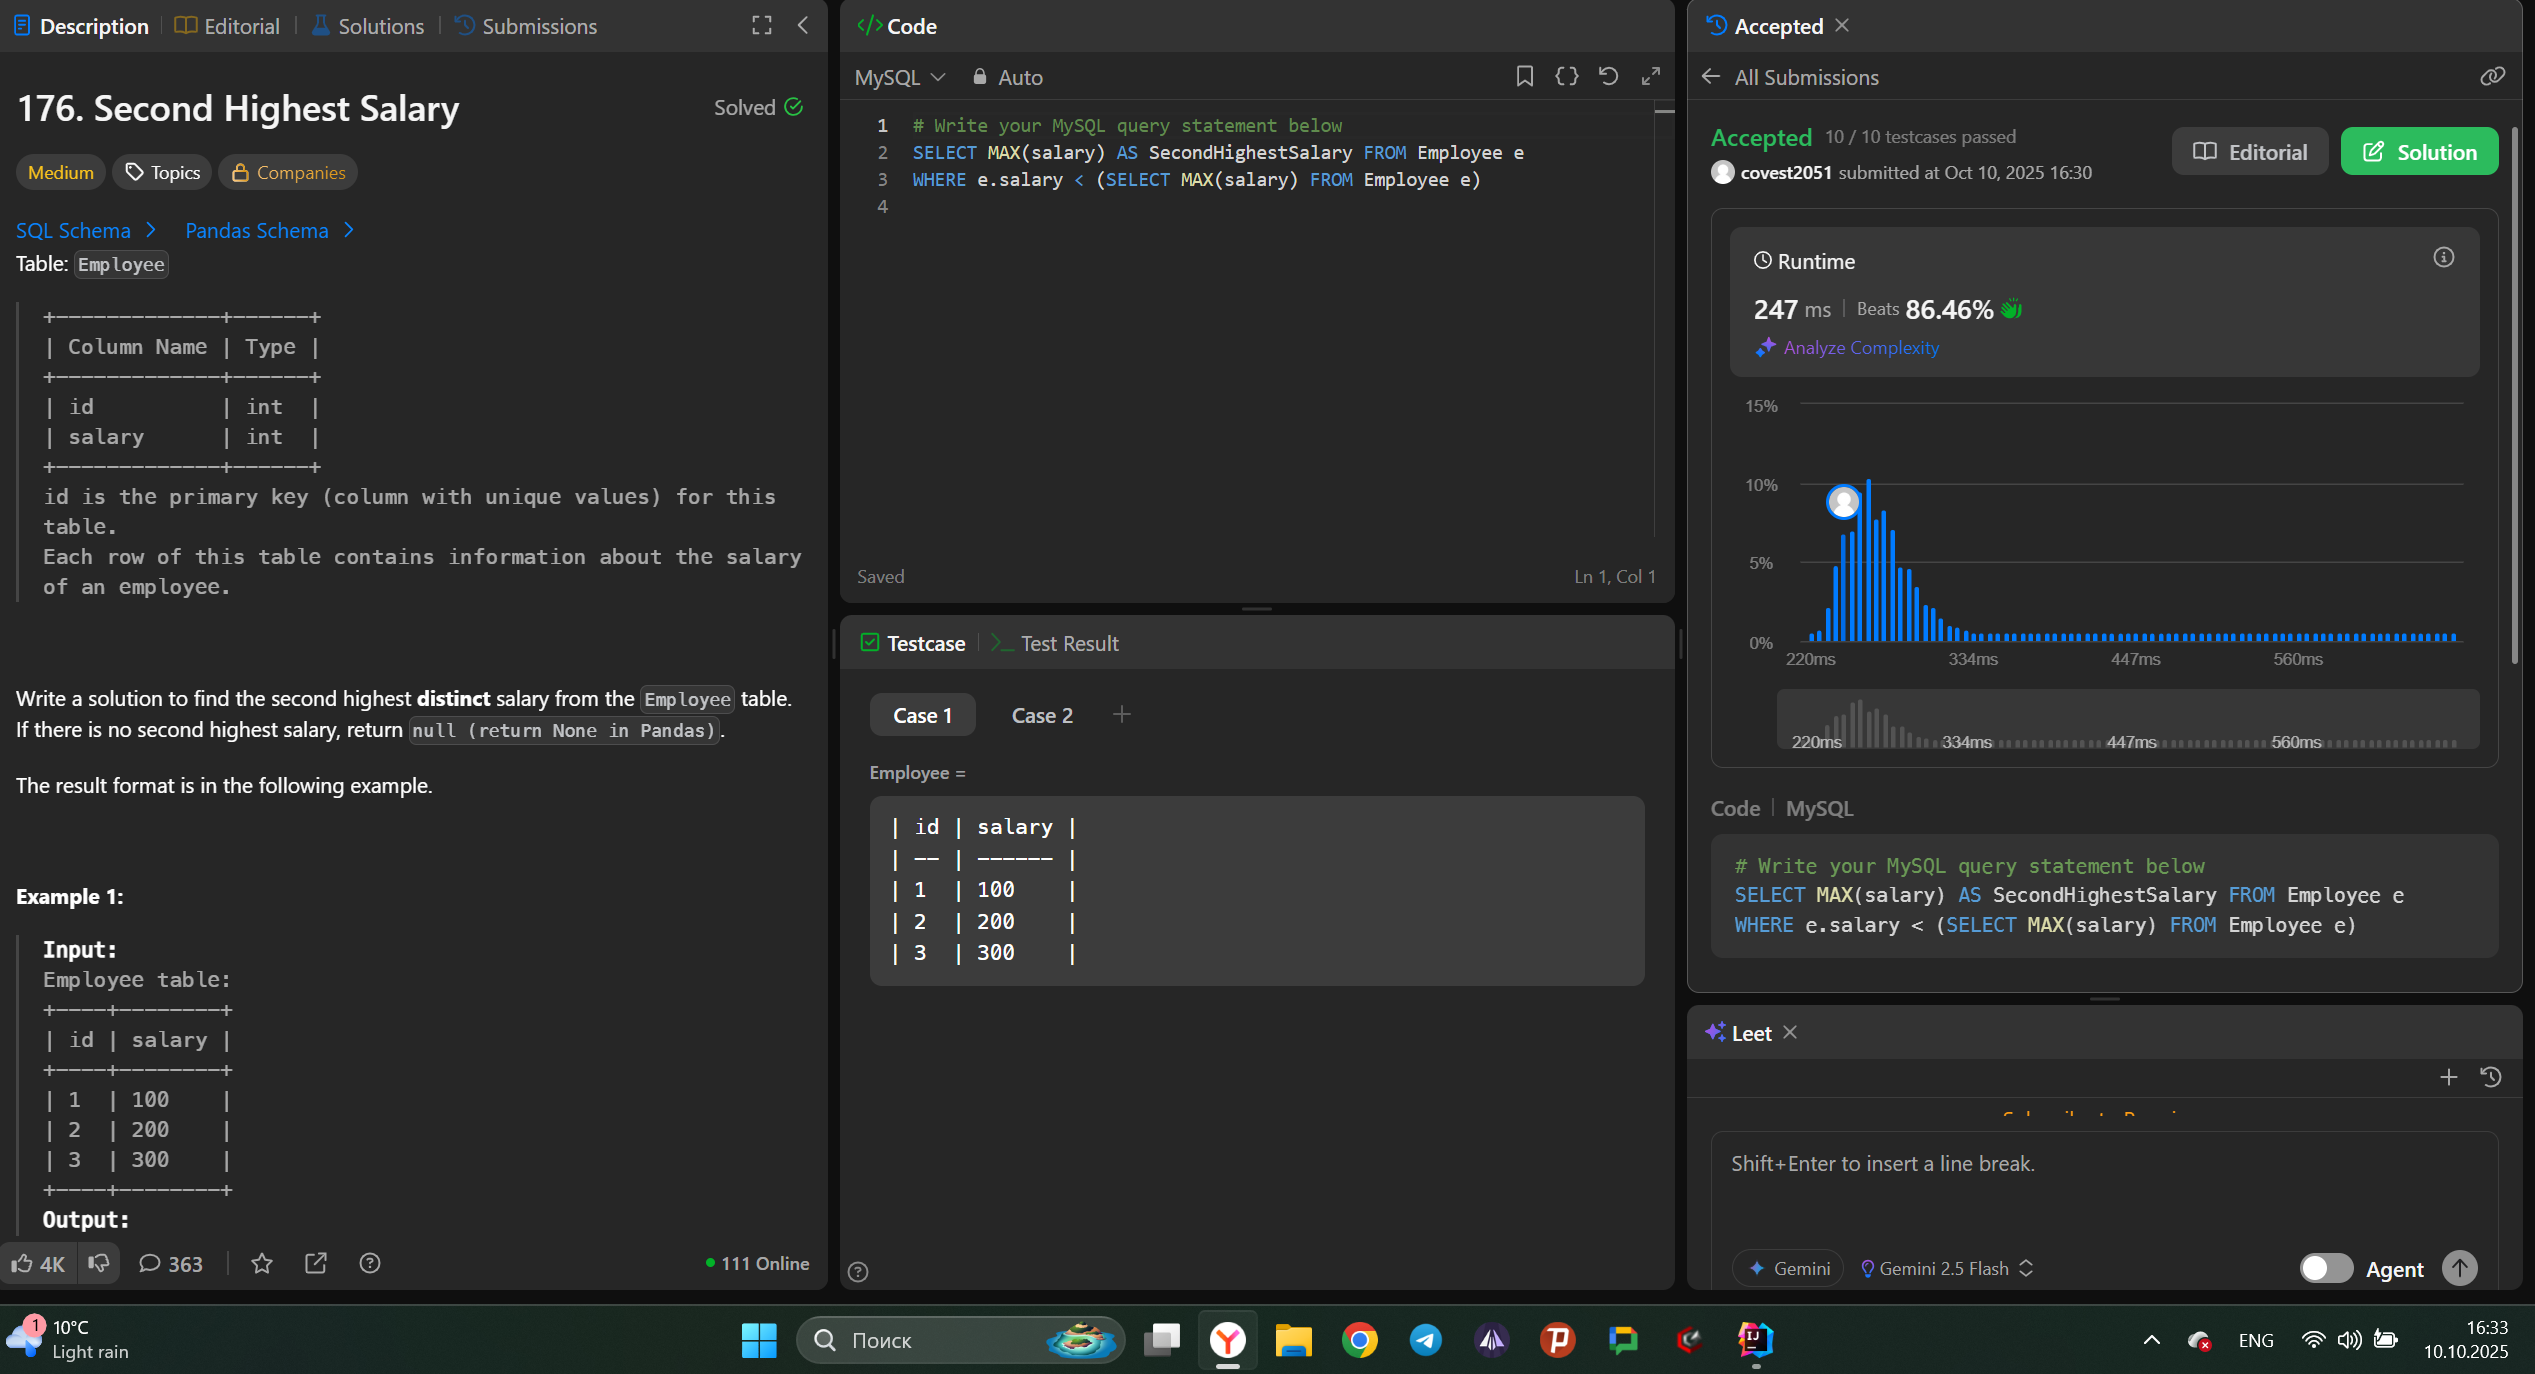 Description
Editorial
Solutions
Submissions
176. Second Highest Salary
Solved
Medium
Topics
Companies
SQL Schema
Pandas Schema
Table: Employee
+-------------+------+
| Column Name | Type |
+-------------+------+
| id          | int  |
| salary      | int  |
+-------------+------+
id is the primary key (column with unique values) for this
table.
Each row of this table contains information about the salary
of an employee.
Write a solution to find the second highest distinct salary from the Employee table.
If there is no second highest salary, return null (return None in Pandas).
The result format is in the following example.
Example 1:
Input:
Employee table:
+----+--------+
| id | salary |
+----+--------+
| 1  | 100    |
| 2  | 200    |
| 3  | 300    |
+----+--------+
Output:
4K
363
111 Online
</> Code
MySQL
Auto
1 # Write your MySQL query statement below
2 SELECT MAX(salary) AS SecondHighestSalary FROM Employee e
3 WHERE e.salary < (SELECT MAX(salary) FROM Employee e)
4
Saved
Ln 1, Col 1
Testcase
Test Result
Case 1
Case 2
Employee =
| id | salary |
| -- | ------ |
| 1  | 100    |
| 2  | 200    |
| 3  | 300    |
Accepted
All Submissions
Accepted 10 / 10 testcases passed
covest2051 submitted at Oct 10, 2025 16:30
Editorial
Solution
Runtime
247 ms
Beats 86.46%
Analyze Complexity
15%
10%
5%
0%
220ms 334ms 447ms 560ms
220ms 334ms 447ms 560ms
Code
MySQL
# Write your MySQL query statement below
SELECT MAX(salary) AS SecondHighestSalary FROM Employee e
WHERE e.salary < (SELECT MAX(salary) FROM Employee e)
Leet
Shift+Enter to insert a line break.
Gemini
Gemini 2.5 Flash
Agent
1
10°C
Light rain
Поиск
ENG
16:33
10.10.2025